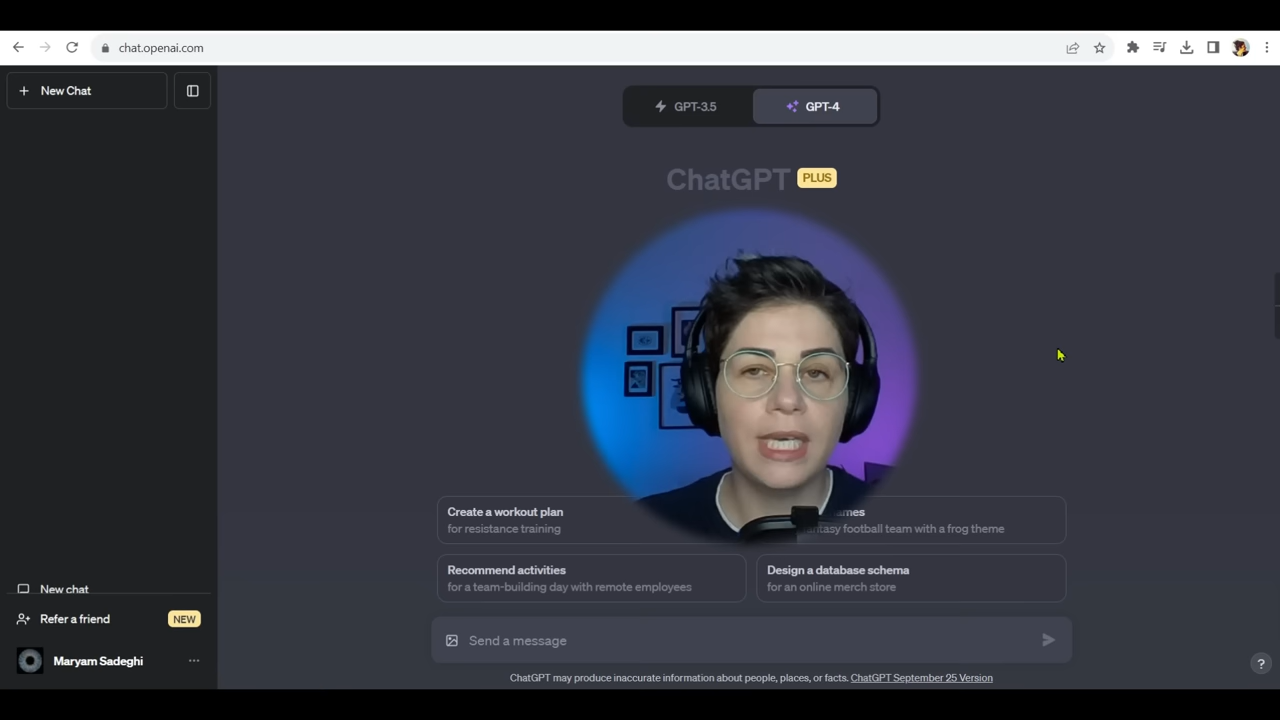 chat.openai.com
New Chat
GPT-3.5
GPT-4
ChatGPT PLUS
Create a workout plan
for resistance training
football team with a frog theme
Recommend activities
for a team-building day with remote employees
Design a database schema
for an online merch store
New chat
Refer a friend
NEW
Maryam Sadeghi
Send a message
ChatGPT may produce inaccurate information about people, places, or facts. ChatGPT September 25 Version
?